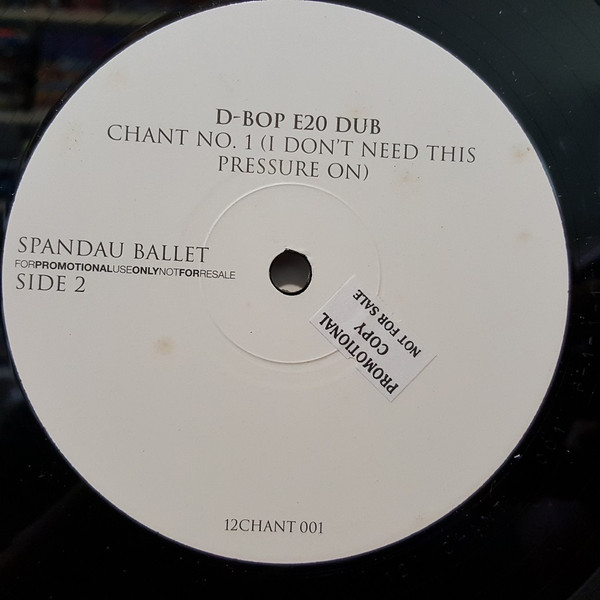 D-BOP E20 DUB
CHANT NO. 1 (I DON'T NEED THIS
PRESSURE ON)
SPANDAU BALLET
FORPROMOTIONALUSEONLYNOTFORRESALE
SIDE 2
PROMOTIONAL
COPY
NOT FOR SALE
12CHANT 001